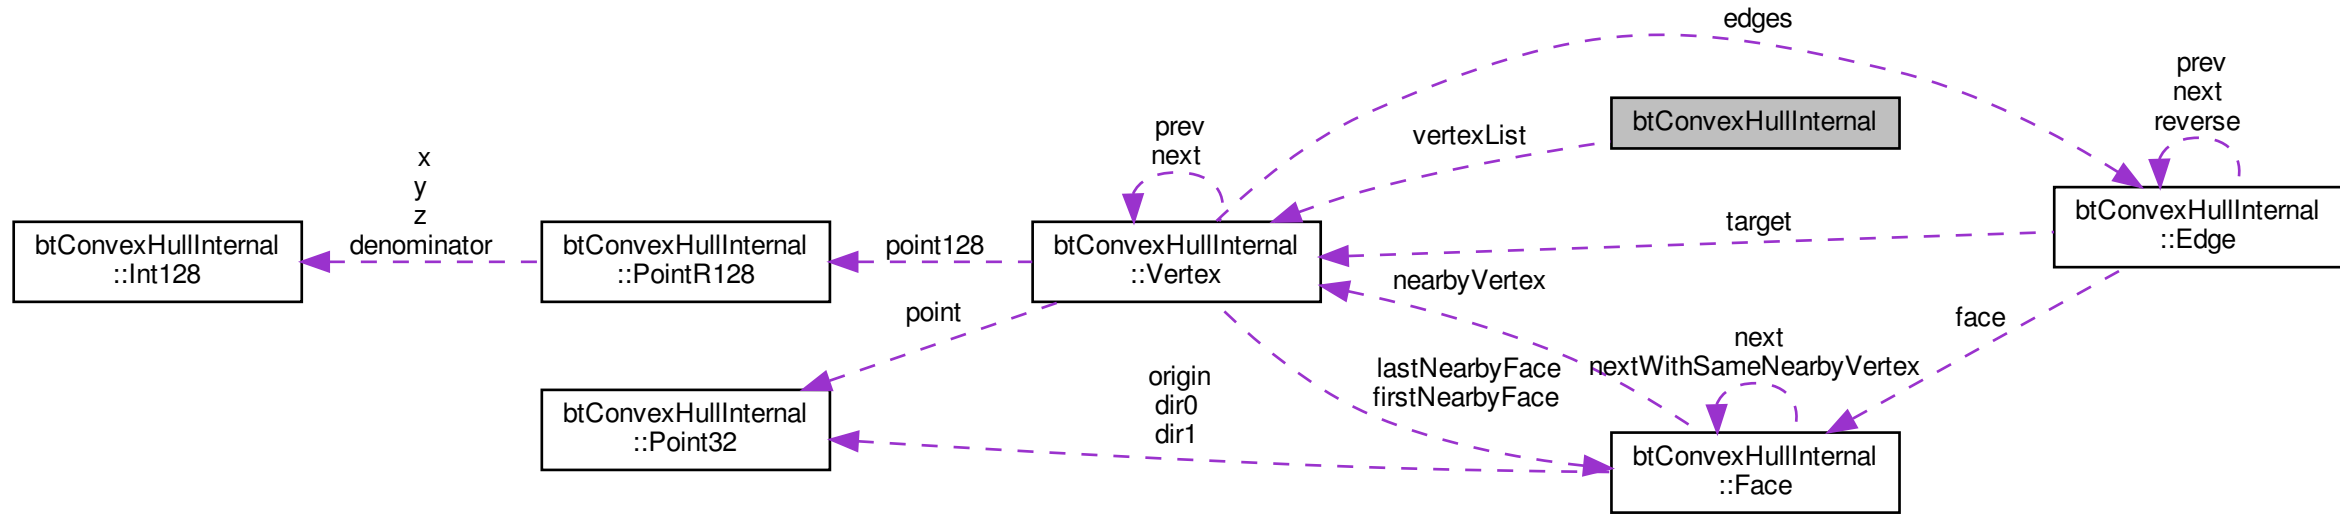 edges
prev
next
reverse
btConvexHullInternal
vertexList
prev
next
x
y
z
denominator
btConvexHullInternal
::Int128
btConvexHullInternal
::PointR128
point128
btConvexHullInternal
::Vertex
target
btConvexHullInternal
::Edge
nearbyVertex
point
face
next
nextWithSameNearbyVertex
lastNearbyFace
firstNearbyFace
origin
dir0
dir1
btConvexHullInternal
::Point32
btConvexHullInternal
::Face